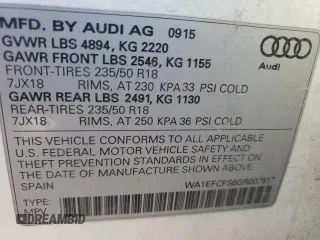 MFD. BY AUDI AG 0915
GVWR LBS 4894, KG 2220
GAWR FRONT LBS 2546, KG 1155
FRONT-TIRES 235/50 R18
7JX18 RIMS, AT 230 KPA 33 PSI COLD
GAWR REAR LBS 2491, KG 1130
REAR-TIRES 235/50 R18
7JX18 RIMS, AT 250 KPA 36 PSI COLD
Audi
THIS VEHICLE CONFORMS TO ALL APPLICABLE
U.S. FEDERAL MOTOR VEHICLE SAFETY
BUMPER AND THEFT PREVENTION STANDARDS
IN EFFECT ON THE
DATE OF MANUFACTURE SHOWN ABOVE
SPAIN
TYPE:
MPV
DREAMBID